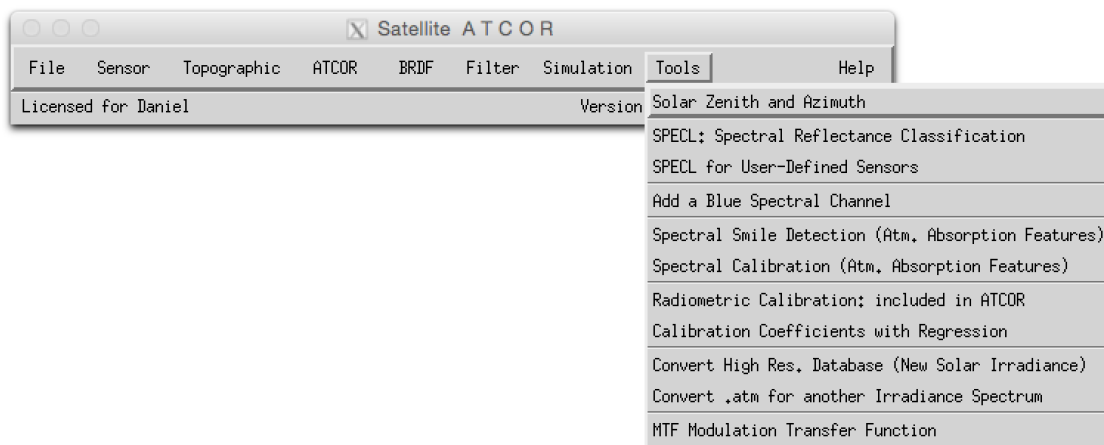 Satellite A T C O R
File Sensor Topographic ATCOR BRDF Filter Simulation Tools Help
Licensed for Daniel Version
Solar Zenith and Azimuth
SPECL: Spectral Reflectance Classification
SPECL for User-Defined Sensors
Add a Blue Spectral Channel
Spectral Smile Detection (Atm. Absorption Features)
Spectral Calibration (Atm. Absorption Features)
Radiometric Calibration: included in ATCOR
Calibration Coefficients with Regression
Convert High Res. Database (New Solar Irradiance)
Convert .atm for another Irradiance Spectrum
MTF Modulation Transfer Function